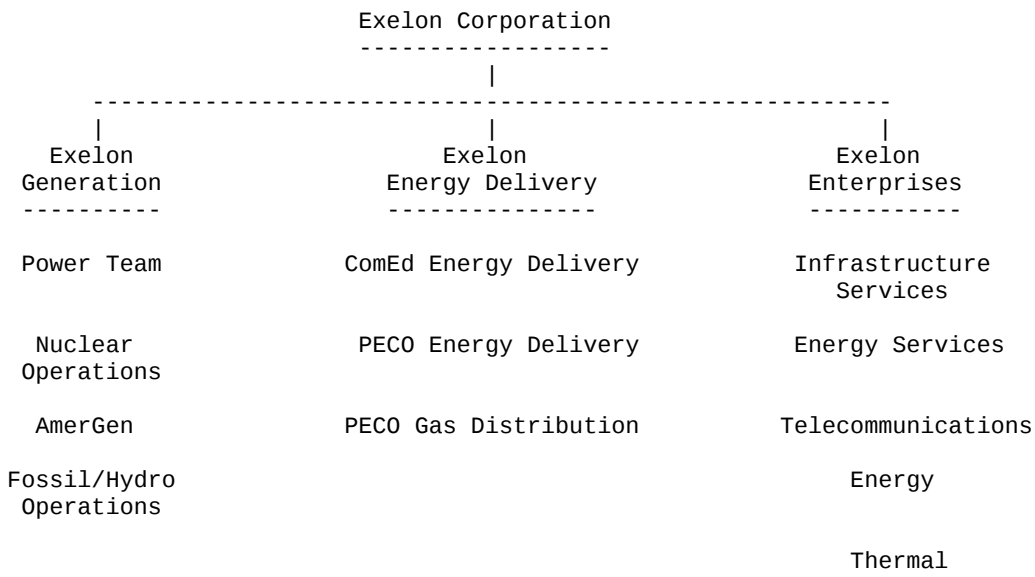 Exelon Corporation
------------------
|
---------------------------------------------------------
| | |
Exelon Exelon Exelon
Generation Energy Delivery Enterprises
---------- --------------- -----------
Power Team ComEd Energy Delivery Infrastructure
Services
Nuclear PECO Energy Delivery Energy Services
Operations
AmerGen PECO Gas Distribution Telecommunications
Fossil/Hydro Energy
Operations
Thermal